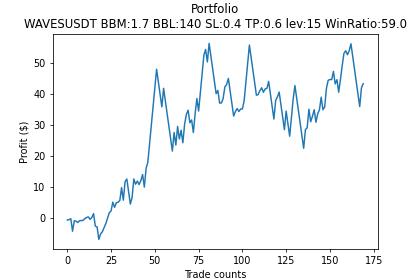 Portfolio
WAVESUSDT BBM:1.7 BBL:140 SL:0.4 TP:0.6 lev:15 WinRatio:59.0
Profit ($)
50
40
30
20
10
0
0 25 50 75 100 125 150 175
Trade counts